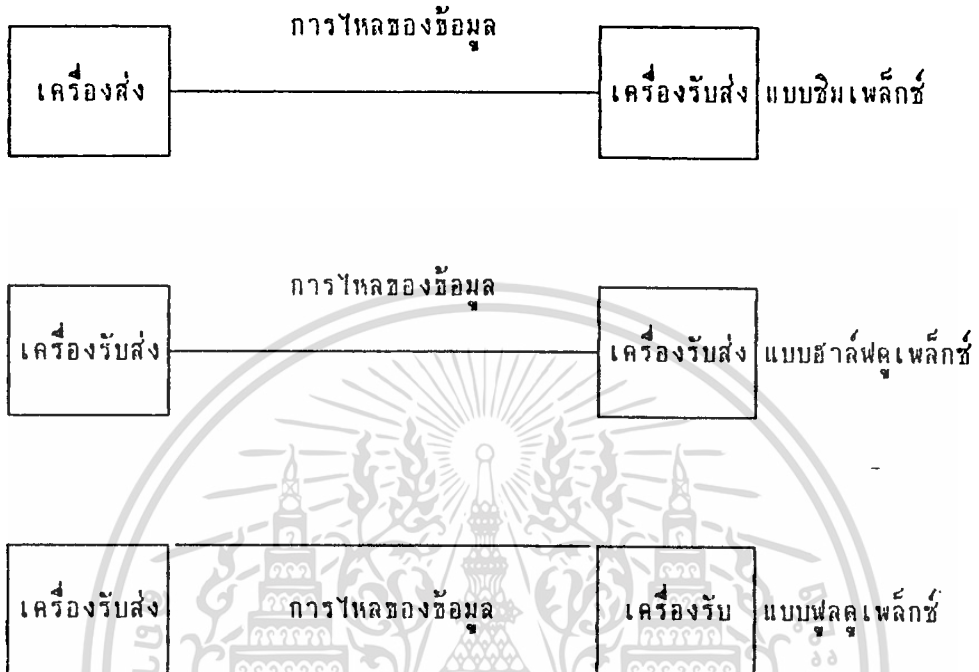 การไหลของข้อมูล
เครื่องส่ง เครื่องรับส่ง แบบซิมเพล็กซ์
การไหลของข้อมูล
เครื่องรับส่ง เครื่องรับส่ง แบบฮาล์ฟดูเพล็กซ์
เครื่องรับส่ง การไหลของข้อมูล เครื่องรับ แบบฟูลดูเพล็กซ์